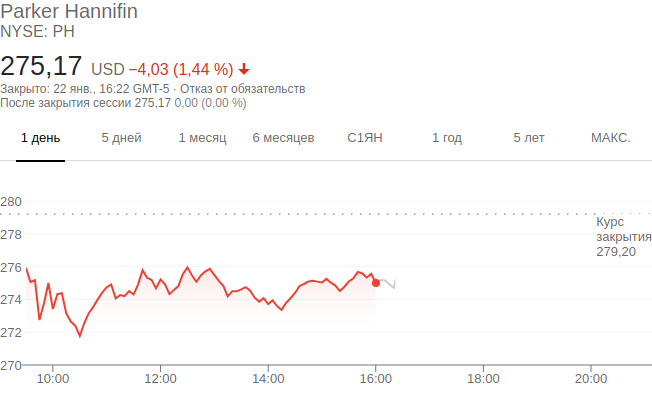 Parker Hannifin
NYSE: PH
275,17 USD −4,03 (1,44 %)
Закрыто: 22 янв., 16:22 GMT-5 · Отказ от обязательств
После закрытия сессии 275,17 0,00 (0,00 %)
1 день 5 дней 1 месяц 6 месяцев С1ЯН 1 год 5 лет МАКС.
280
278
276
274
272
270
Курс
закрытия
279,20
10:00 12:00 14:00 16:00 18:00 20:00